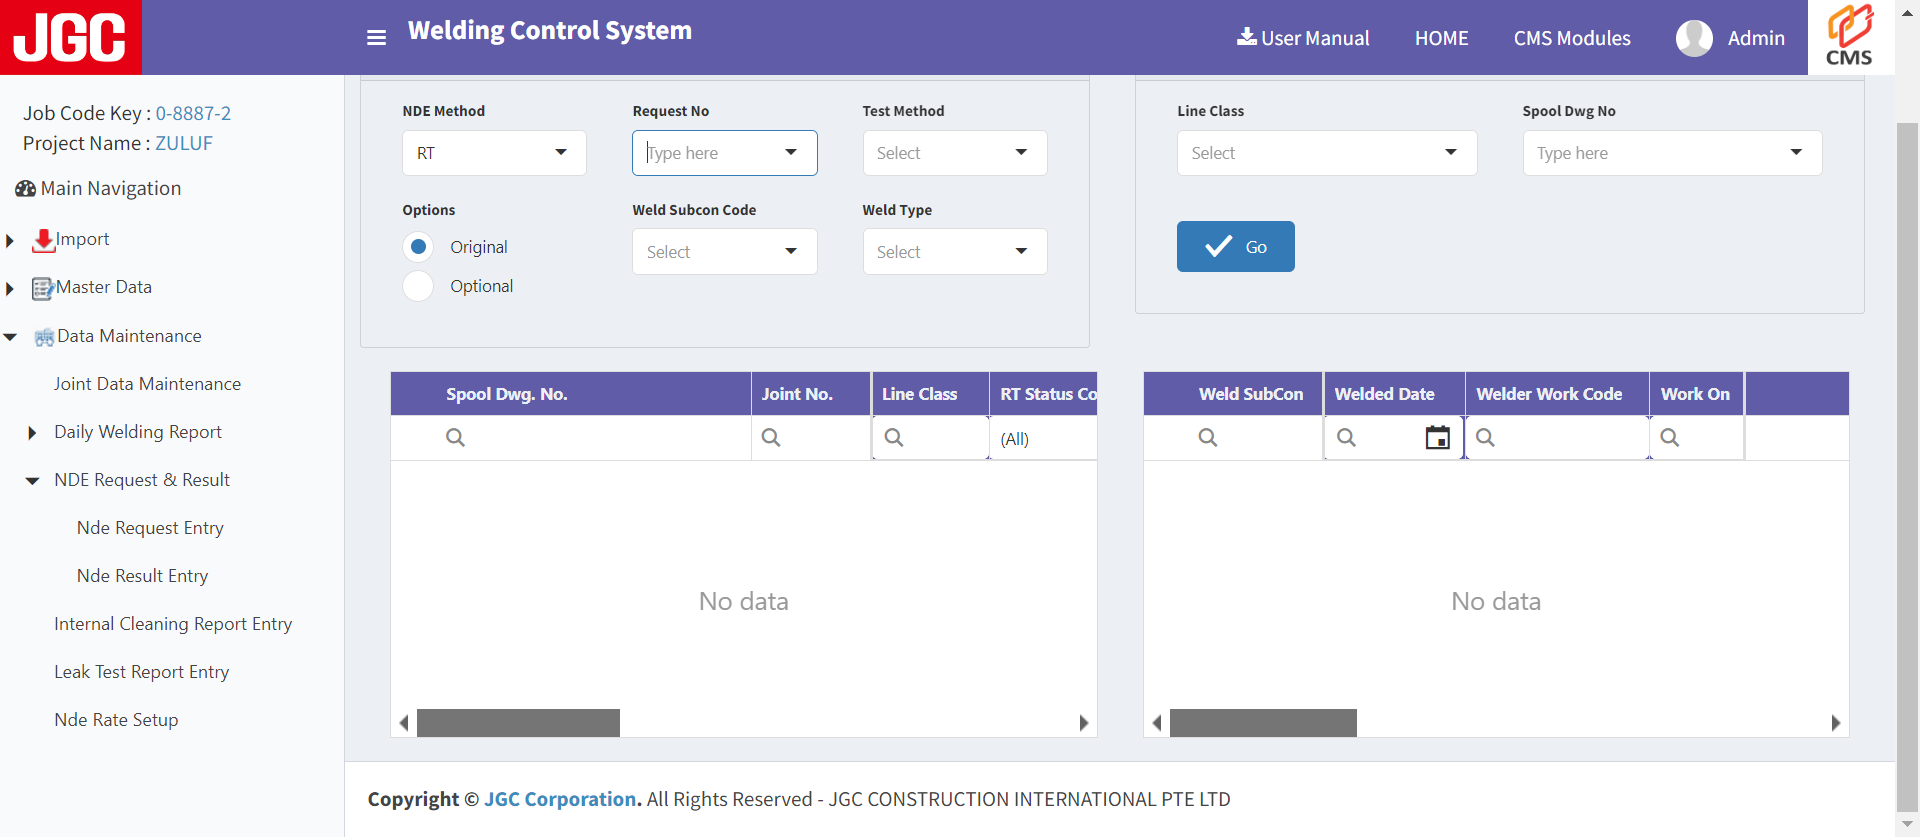 JGC
Welding Control System
User Manual
HOME
CMS Modules
Admin
CMS
Job Code Key : 0-8887-2
Project Name : ZULUF
Main Navigation
Import
Master Data
Data Maintenance
Joint Data Maintenance
Daily Welding Report
NDE Request & Result
Nde Request Entry
Nde Result Entry
Internal Cleaning Report Entry
Leak Test Report Entry
Nde Rate Setup
NDE Method
Request No
Test Method
RT
Type here
Select
Options
Weld Subcon Code
Weld Type
Original
Select
Select
Optional
Line Class
Spool Dwg No
Select
Type here
Go
Spool Dwg. No.
Joint No.
Line Class
RT Status Co
(All)
No data
Weld SubCon
Welded Date
Welder Work Code
Work On
No data
Copyright © JGC Corporation. All Rights Reserved - JGC CONSTRUCTION INTERNATIONAL PTE LTD